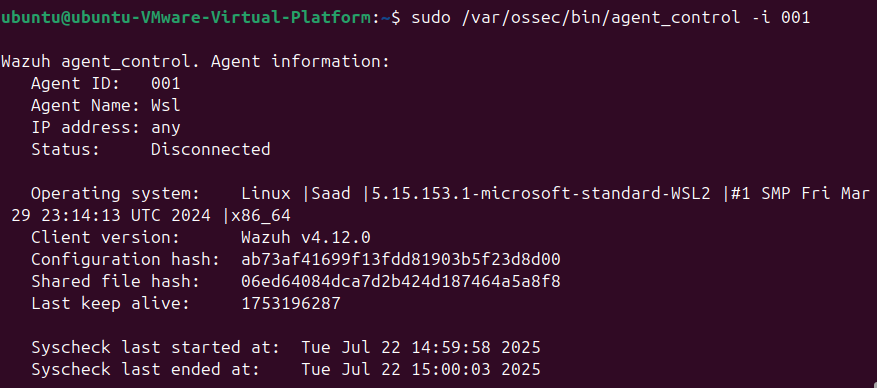 ubuntu@ubuntu-VMware-Virtual-Platform:~$ sudo /var/ossec/bin/agent_control -i 001
Wazuh agent_control. Agent information:
Agent ID: 001
Agent Name: Wsl
IP address: any
Status: Disconnected
Operating system: Linux |Saad |5.15.153.1-microsoft-standard-WSL2 |#1 SMP Fri Mar
29 23:14:13 UTC 2024 |x86_64
Client version: Wazuh v4.12.0
Configuration hash: ab73af41699f13fdd81903b5f23d8d00
Shared file hash: 06ed64084dca7d2b424d187464a5a8f8
Last keep alive: 1753196287
Syscheck last started at: Tue Jul 22 14:59:58 2025
Syscheck last ended at: Tue Jul 22 15:00:03 2025